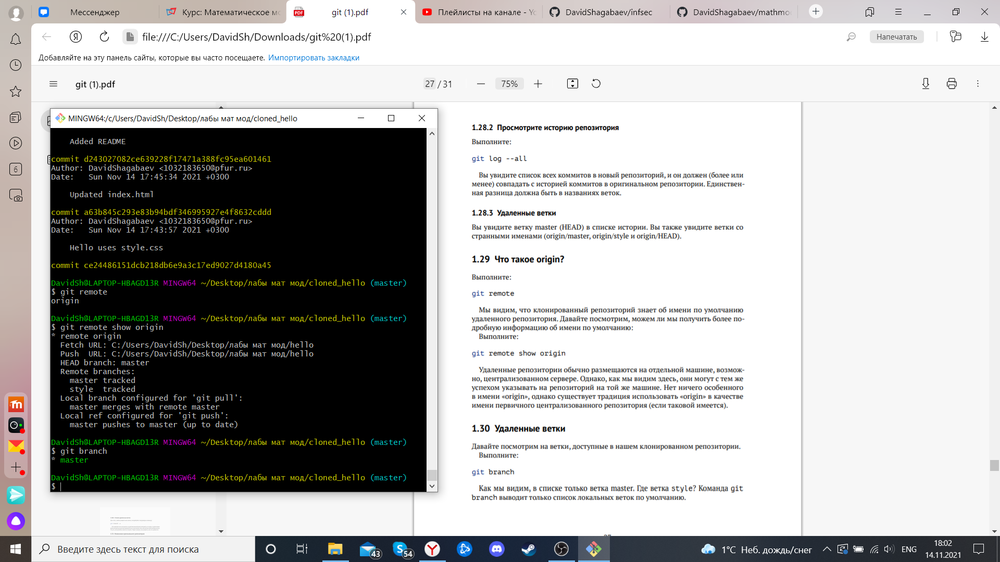 Мессенджер
Курс: Математическое мо
git (1).pdf
Плейлисты на канале - Yo
DavidShagabaev/infsec
DavidShagabaev/mathmo
file:///C:/Users/DavidSh/Downloads/git%20(1).pdf
Напечатать
Добавляйте на эту панель сайты, которые вы часто посещаете. Импортировать закладки
git (1).pdf
27 / 31
75%
6
MINGW64:/c/Users/DavidSh/Desktop/лабы мат мод/cloned_hello
Added README
commit d243027082ce639228f17471a388fc95ea601461
Author: DavidShagabaev <1032183650@pfur.ru>
Date: Sun Nov 14 17:45:34 2021 +0300
Updated index.html
commit a63b845c293e83b94bdf346995927e4f8632cddd
Author: DavidShagabaev <1032183650@pfur.ru>
Date: Sun Nov 14 17:43:57 2021 +0300
Hello uses style.css
commit ce24486151dcb218db6e9a3c17ed9027d4180a45
DavidSh@LAPTOP-HBAGD13R MINGW64 ~/Desktop/лабы мат мод/cloned_hello (master)
$ git remote
origin
DavidSh@LAPTOP-HBAGD13R MINGW64 ~/Desktop/лабы мат мод/cloned_hello (master)
$ git remote show origin
* remote origin
Fetch URL: C:/Users/DavidSh/Desktop/лабы мат мод/hello
Push  URL: C:/Users/DavidSh/Desktop/лабы мат мод/hello
HEAD branch: master
Remote branches:
master tracked
style  tracked
Local branch configured for 'git pull':
master merges with remote master
Local ref configured for 'git push':
master pushes to master (up to date)
DavidSh@LAPTOP-HBAGD13R MINGW64 ~/Desktop/лабы мат мод/cloned_hello (master)
$ git branch
* master
DavidSh@LAPTOP-HBAGD13R MINGW64 ~/Desktop/лабы мат мод/cloned_hello (master)
$
1.28.2 Просмотрите историю репозитория
Выполните:
git log --all
Вы увидите список всех коммитов в новый репозиторий, и он должен (более или
менее) совпадать с историей коммитов в оригинальном репозитории. Единствен-
ная разница должна быть в названиях веток.
1.28.3 Удаленные ветки
Вы увидите ветку master (HEAD) в списке истории. Вы также увидите ветки со
странными именами (origin/master, origin/style и origin/HEAD).
1.29 Что такое origin?
Выполните:
git remote
Мы видим, что клонированный репозиторий знает об имени по умолчанию
удаленного репозитория. Давайте посмотрим, можем ли мы получить более по-
дробную информацию об имени по умолчанию:
Выполните:
git remote show origin
Удаленные репозитории обычно размещаются на отдельной машине, возмож-
но, централизованном сервере. Однако, как мы видим здесь, они могут с тем же
успехом указывать на репозиторий на той же машине. Нет ничего особенного
в имени «origin», однако существует традиция использовать «origin» в качестве
имени первичного централизованного репозитория (если таковой имеется).
1.30 Удаленные ветки
Давайте посмотрим на ветки, доступные в нашем клонированном репозитории.
Выполните:
git branch
Как мы видим, в списке только ветка master. Где ветка style? Команда git
branch выводит только список локальных веток по умолчанию.
Введите здесь текст для поиска
43
54
1°C Неб. дождь/снег
ENG
18:02
14.11.2021